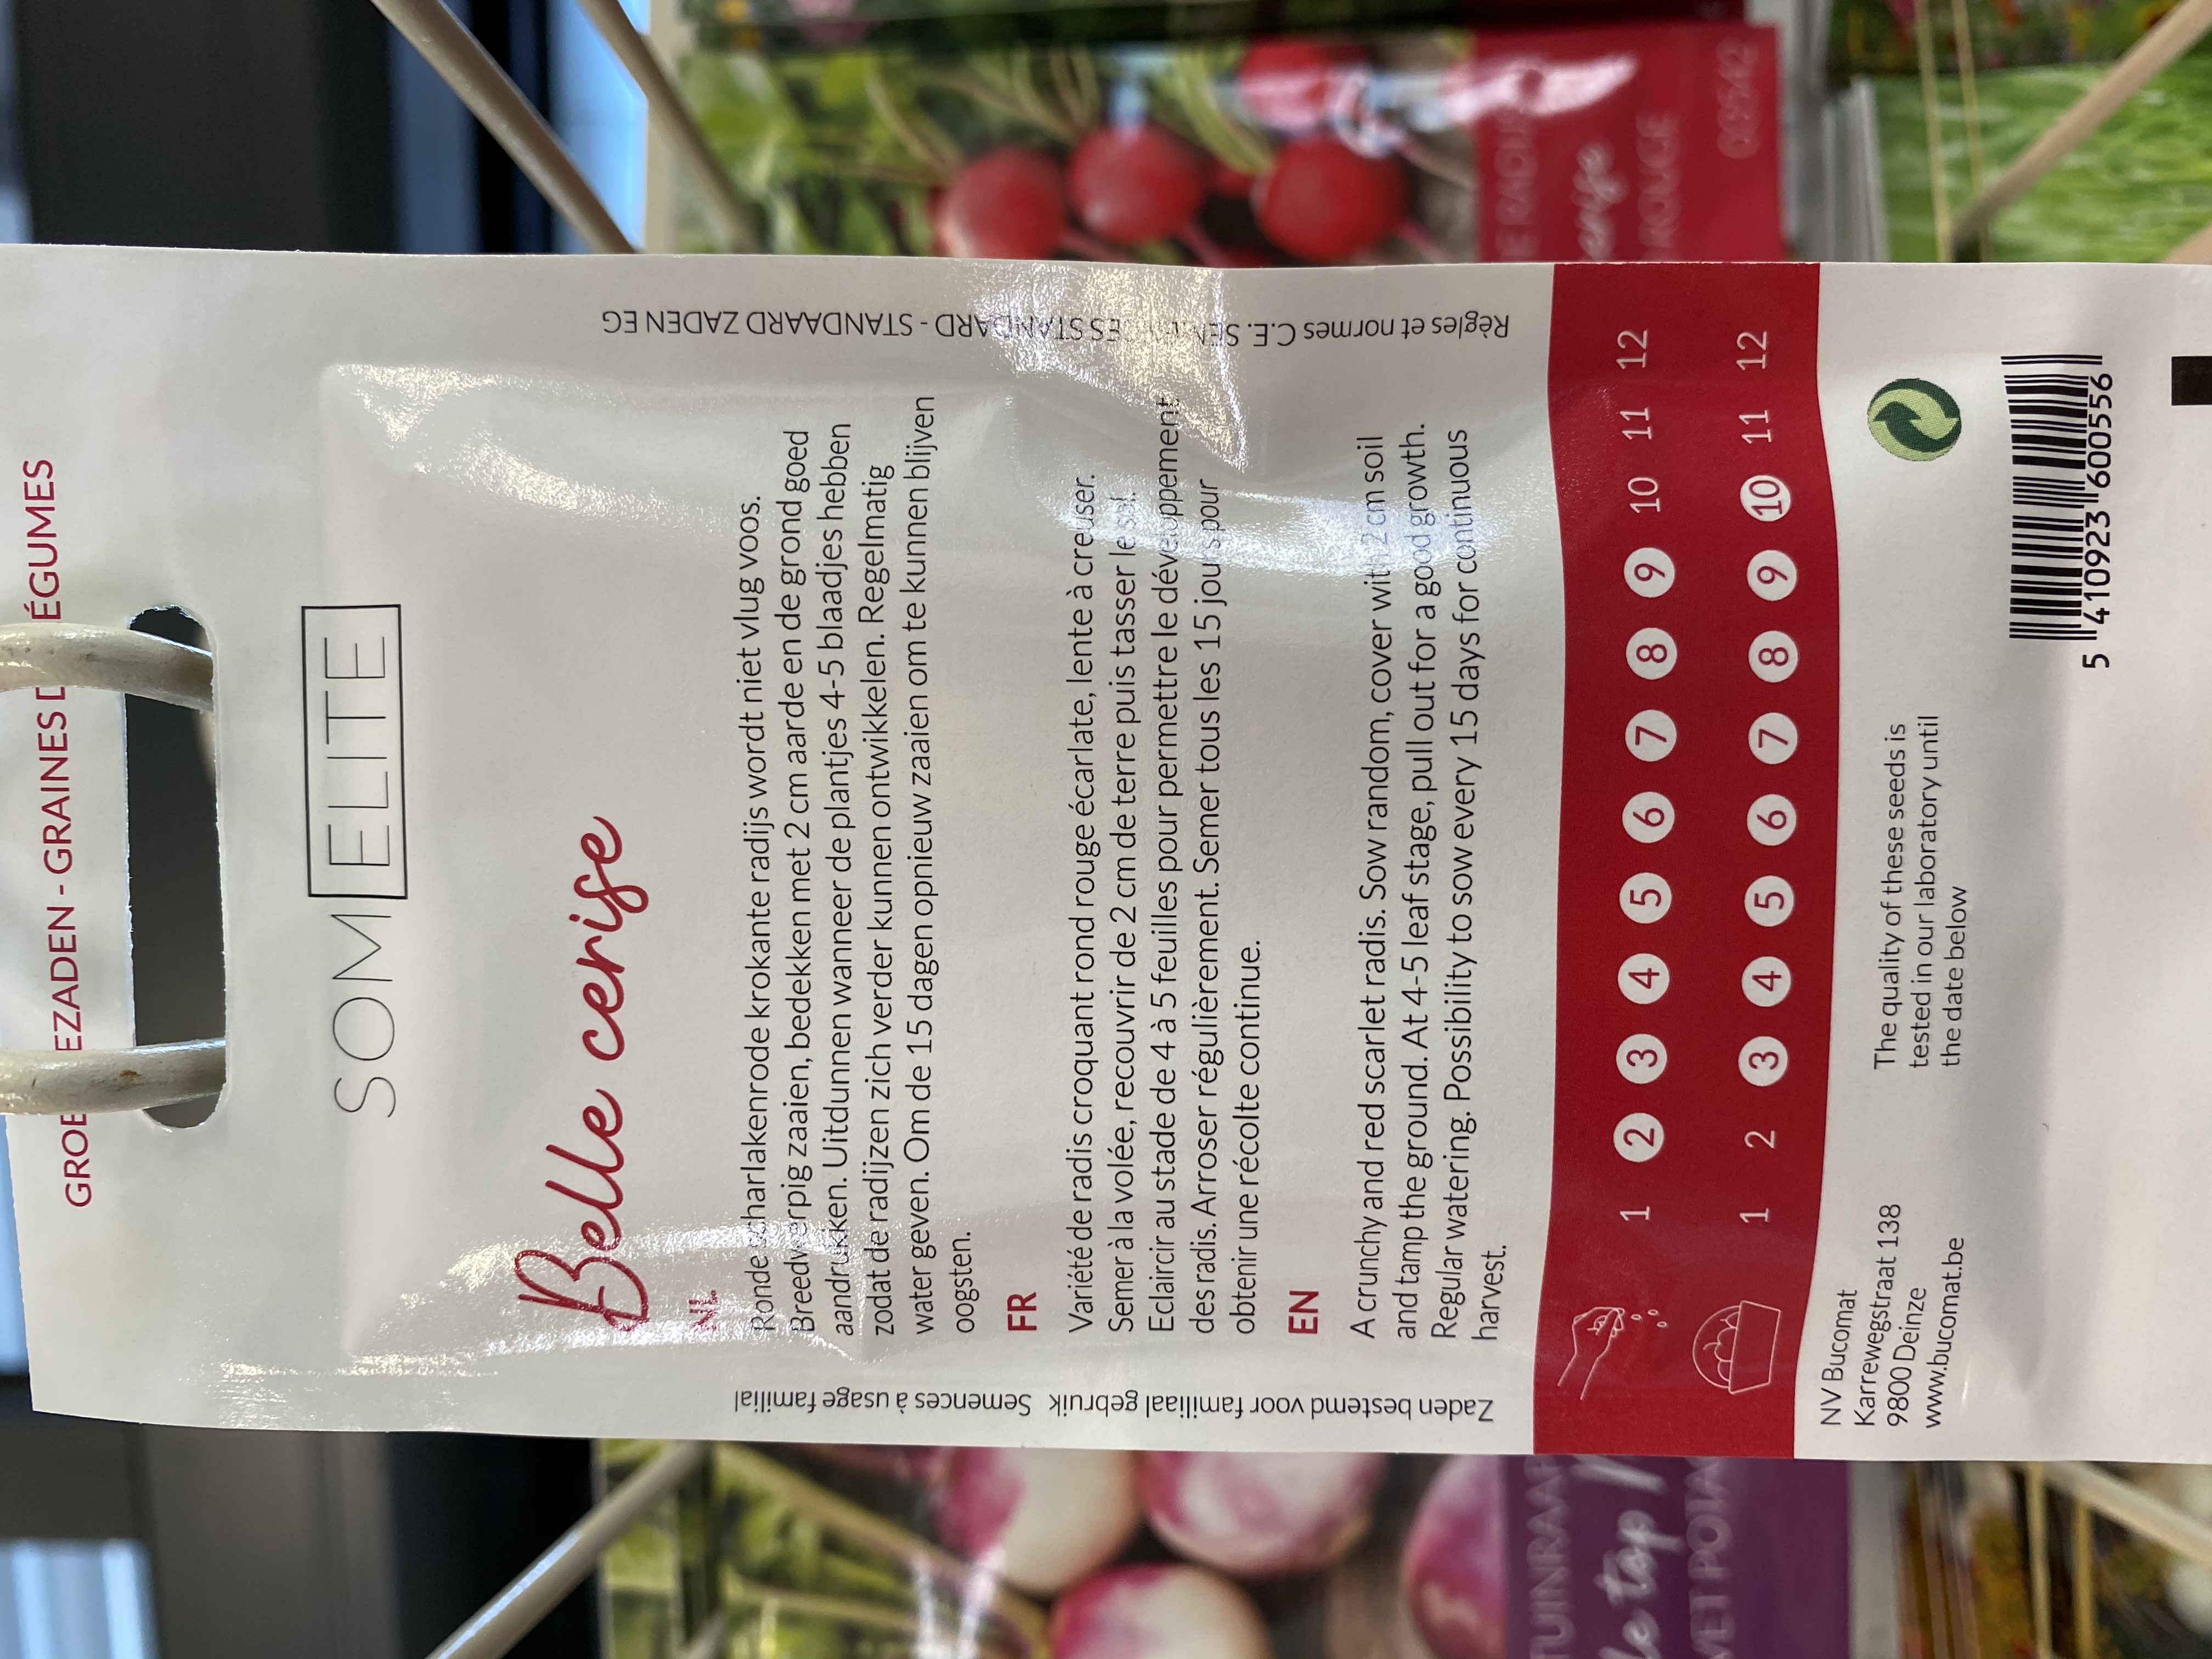 GROE EZADEN - GRAINES D ÉGUMES
SOM ELITE
Belle cerise
NL
Ronde scharlakenrode krokante radijs wordt niet vlug voos.
Breedwerpig zaaien, bedekken met 2 cm aarde en de grond goed
aandrukken. Uitdunnen wanneer de plantjes 4-5 blaadjes hebben
zodat de radijzen zich verder kunnen ontwikkelen. Regelmatig
water geven. Om de 15 dagen opnieuw zaaien om te kunnen blijven
oogsten.
FR
Variété de radis croquant rond rouge écarlate, lente à creuser.
Semer à la volée, recouvrir de 2 cm de terre puis tasser le sol.
Eclaircir au stade de 4 à 5 feuilles pour permettre le développement
des radis. Arroser régulièrement. Semer tous les 15 jours pour
obtenir une récolte continue.
EN
A crunchy and red scarlet radis. Sow random, cover with 2 cm soil
and tamp the ground. At 4-5 leaf stage, pull out for a good growth.
Regular watering. Possibility to sow every 15 days for continuous
harvest.
Zaden bestemd voor familiaal gebruik Semences à usage familial
Règles et normes C.E. SEMENCES STANDARD - STANDAARD ZADEN EG
1 2 3 4 5 6 7 8 9 10 11 12
1 2 3 4 5 6 7 8 9 10 11 12
NV Bucomat
Karrewegstraat 138
9800 Deinze
www.bucomat.be
The quality of these seeds is
tested in our laboratory until
the date below
5 410923 600556
ROUGE
TUINRAAP
le top